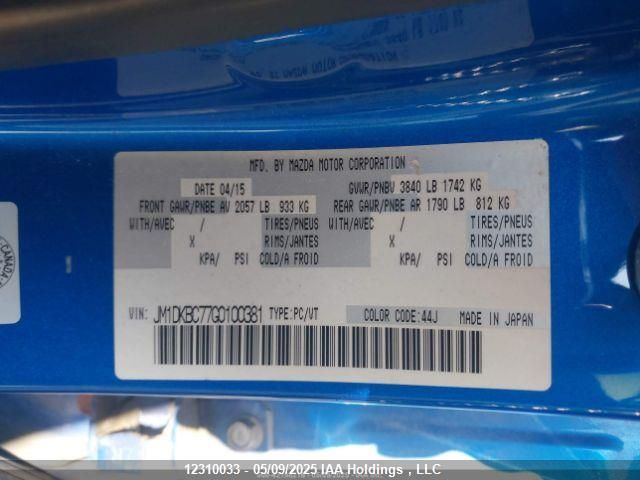 MFD. BY MAZDA MOTOR CORPORATION
DATE 04/15 GVWR/PNBV 3840 LB 1742 KG
FRONT GAWR/PNBE AV 2057 LB 933 KG REAR GAWR/PNBE AR 1790 LB 812 KG
WITH/AVEC / TIRES/PNEUS WITH/AVEC / TIRES/PNEUS
X RIMS/JANTES X RIMS/JANTES
KPA/ PSI COLD/A FROID KPA/ PSI COLD/A FROID
VIN: JM1DKBC77G0100381 TYPE:PC/VT COLOR CODE:44J MADE IN JAPAN
CANADA
12310033 - 05/09/2025 IAA Holdings , LLC